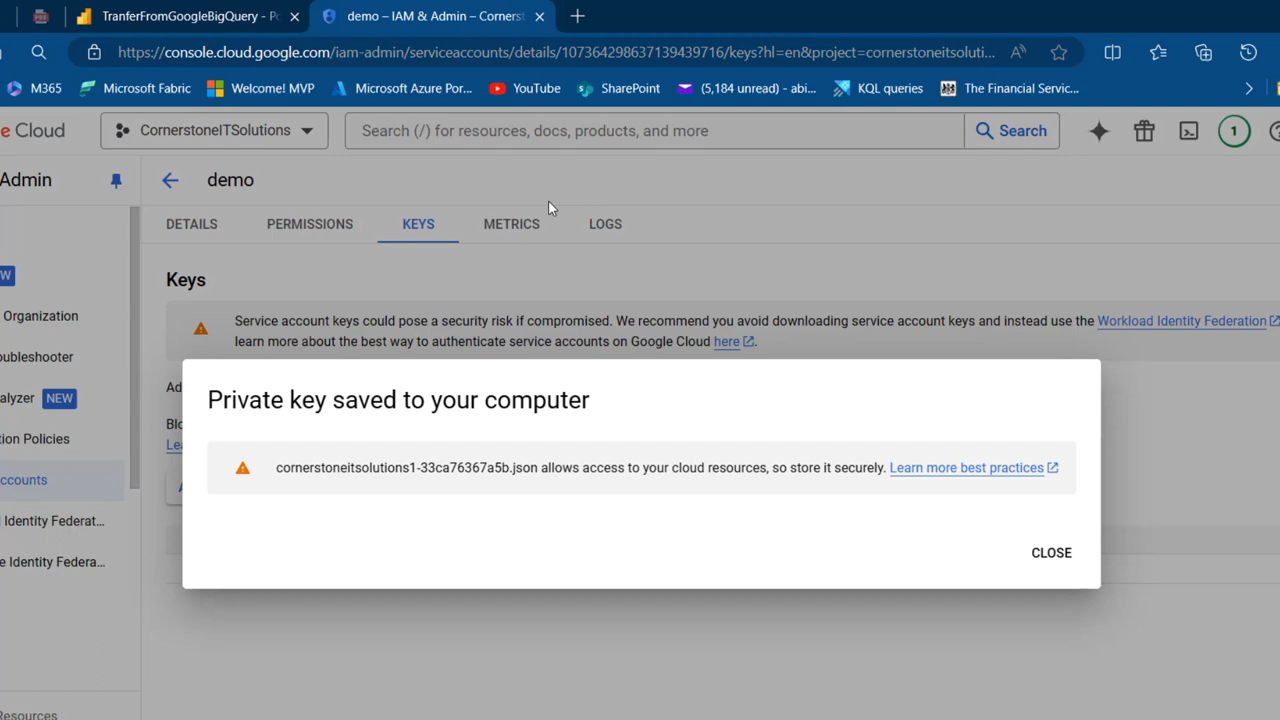 TranferFromGoogleBigQuery - Po
demo – IAM & Admin – Cornerst
https://console.cloud.google.com/iam-admin/serviceaccounts/details/107364298637139439716/keys?hl=en&project=cornerstoneitsoluti...
M365
Microsoft Fabric
Welcome! MVP
Microsoft Azure Por...
YouTube
SharePoint
(5,184 unread) - abi...
KQL queries
The Financial Servic...
e Cloud
CornerstoneITSolutions
Search (/) for resources, docs, products, and more
Search
1
Admin
demo
DETAILS
PERMISSIONS
KEYS
METRICS
LOGS
W
Keys
Organization
Service account keys could pose a security risk if compromised. We recommend you avoid downloading service account keys and instead use the Workload Identity Federation
learn more about the best way to authenticate service accounts on Google Cloud here.
oubleshooter
Ad
alyzer NEW
Blo
tion Policies
Lea
ccounts
Identity Federat...
e Identity Federa...
Private key saved to your computer
cornerstoneitsolutions1-33ca76367a5b.json allows access to your cloud resources, so store it securely. Learn more best practices
CLOSE
Resources